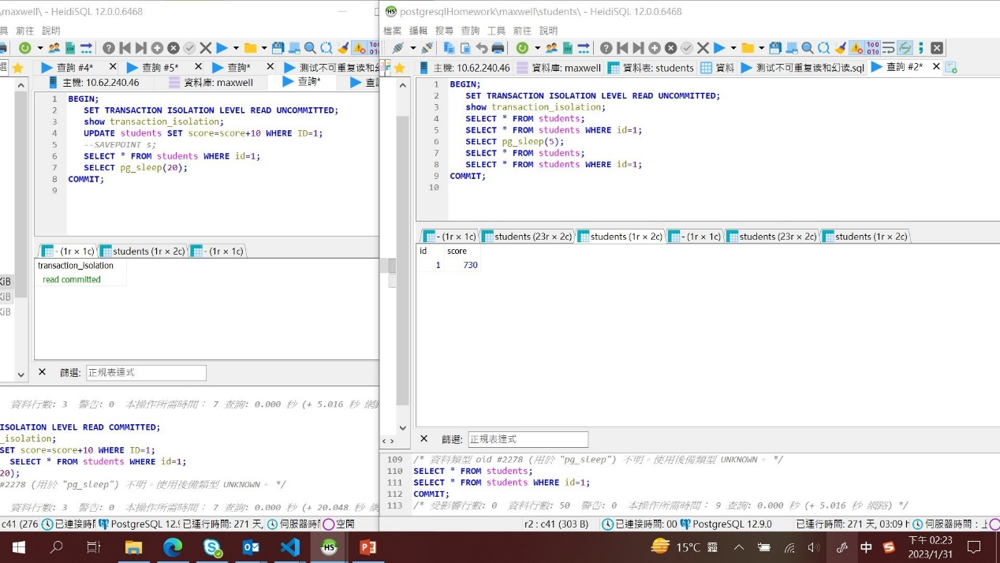 \maxwell\ - HeidiSQL 12.0.0.6468
具 前往 說明
查詢 #4* 查詢 #5* 查詢* 测试不可重复读和幻
主機: 10.62.240.46 資料庫: maxwell 查詢*
1 BEGIN;
2 SET TRANSACTION ISOLATION LEVEL READ UNCOMMITTED;
3 show transaction_isolation;
4 UPDATE students SET score=score+10 WHERE ID=1;
5 --SAVEPOINT s;
6 SELECT * FROM students WHERE id=1;
7 SELECT pg_sleep(20);
8 COMMIT;
9
- (1r × 1c) students (1r × 2c) - (1r × 1c)
transaction_isolation
read committed
KiB
KiB
KiB
篩選: 正規表達式
資料行數: 3 警告: 0 本操作所需時間: 7 查詢: 0.000 秒 (+ 5.016 秒 網
ISOLATION LEVEL READ COMMITTED;
_isolation;
SET score=score+10 WHERE ID=1;
SELECT * FROM students WHERE id=1;
20);
#2278 (用於 "pg_sleep") 不明。使用後備類型 UNKNOWN。 */
資料行數: 3 警告: 0 本操作所需時間: 7 查詢: 0.000 秒 (+ 20.048 秒 網
c41 (276 已連接時 PostgreSQL 12.9 已運行時間: 271 天, 伺服器時 空閒
postgresqlHomework\maxwell\students\ - HeidiSQL 12.0.0.6468
檔案 編輯 搜尋 查詢 工具 前往 說明
主機: 10.62.240.46 資料庫: maxwell 資料表: students 資料 测试不可重复读和幻读.sql 查詢 #2*
1 BEGIN;
2 SET TRANSACTION ISOLATION LEVEL READ UNCOMMITTED;
3 show transaction_isolation;
4 SELECT * FROM students;
5 SELECT * FROM students WHERE id=1;
6 SELECT pg_sleep(5);
7 SELECT * FROM students;
8 SELECT * FROM students WHERE id=1;
9 COMMIT;
10
- (1r × 1c) students (23r × 2c) students (1r × 2c) - (1r × 1c) students (23r × 2c) students (1r × 2c)
id score
1 730
篩選: 正規表達式
109 /* 資料類型 oid #2278 (用於 "pg_sleep") 不明。使用後備類型 UNKNOWN。 */
110 SELECT * FROM students;
111 SELECT * FROM students WHERE id=1;
112 COMMIT;
113 /* 受影響行數: 0 資料行數: 50 警告: 0 本操作所需時間: 9 查詢: 0.000 秒 (+ 5.016 秒 網路) */
r2 : c41 (303 B) 已連接時間: 00 PostgreSQL 12.9.0 已運行時間: 271 天, 03:09 伺服器時間: 上
15°C 中 下午 02:23
2023/1/31